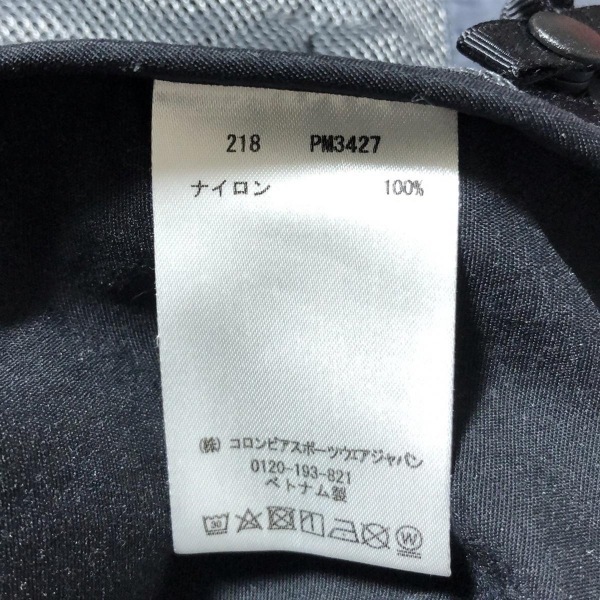 218 PM3427
ナイロン 100%
(株) コロンビアスポーツウエアジャパン
0120-193-821
ベトナム製
30 W